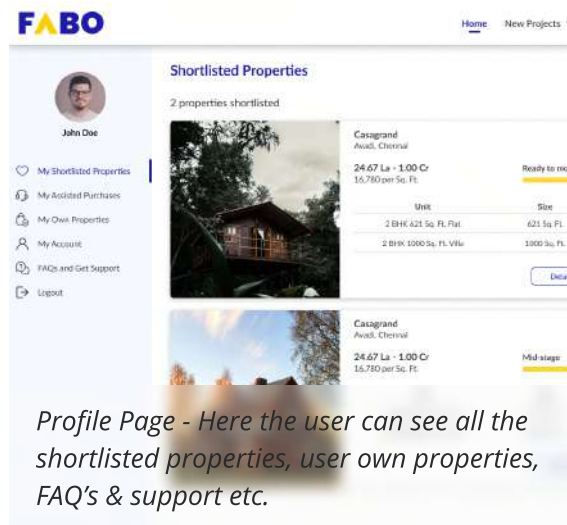 FABO
Home New Projects
John Doe
My Shortlisted Properties
My Assisted Purchases
My Own Properties
My Account
FAQs and Get Support
Logout
Shortlisted Properties
2 properties shortlisted
Casagrand
Avadi, Chennai
24.67 La - 1.00 Cr
Ready to
16,780 per Sq. Ft.
Unit Size
2 BHK 621 Sq. Ft. Flat 621 Sq. Ft.
2 BHK 1000 Sq. Ft. Villa 1000 Sq. Ft.
Detai
Casagrand
Avadi, Chennai
24.67 La - 1.00 Cr
Mid-stage
16,780 per Sq. Ft.
Profile Page - Here the user can see all the
shortlisted properties, user own properties,
FAQ's & support etc.